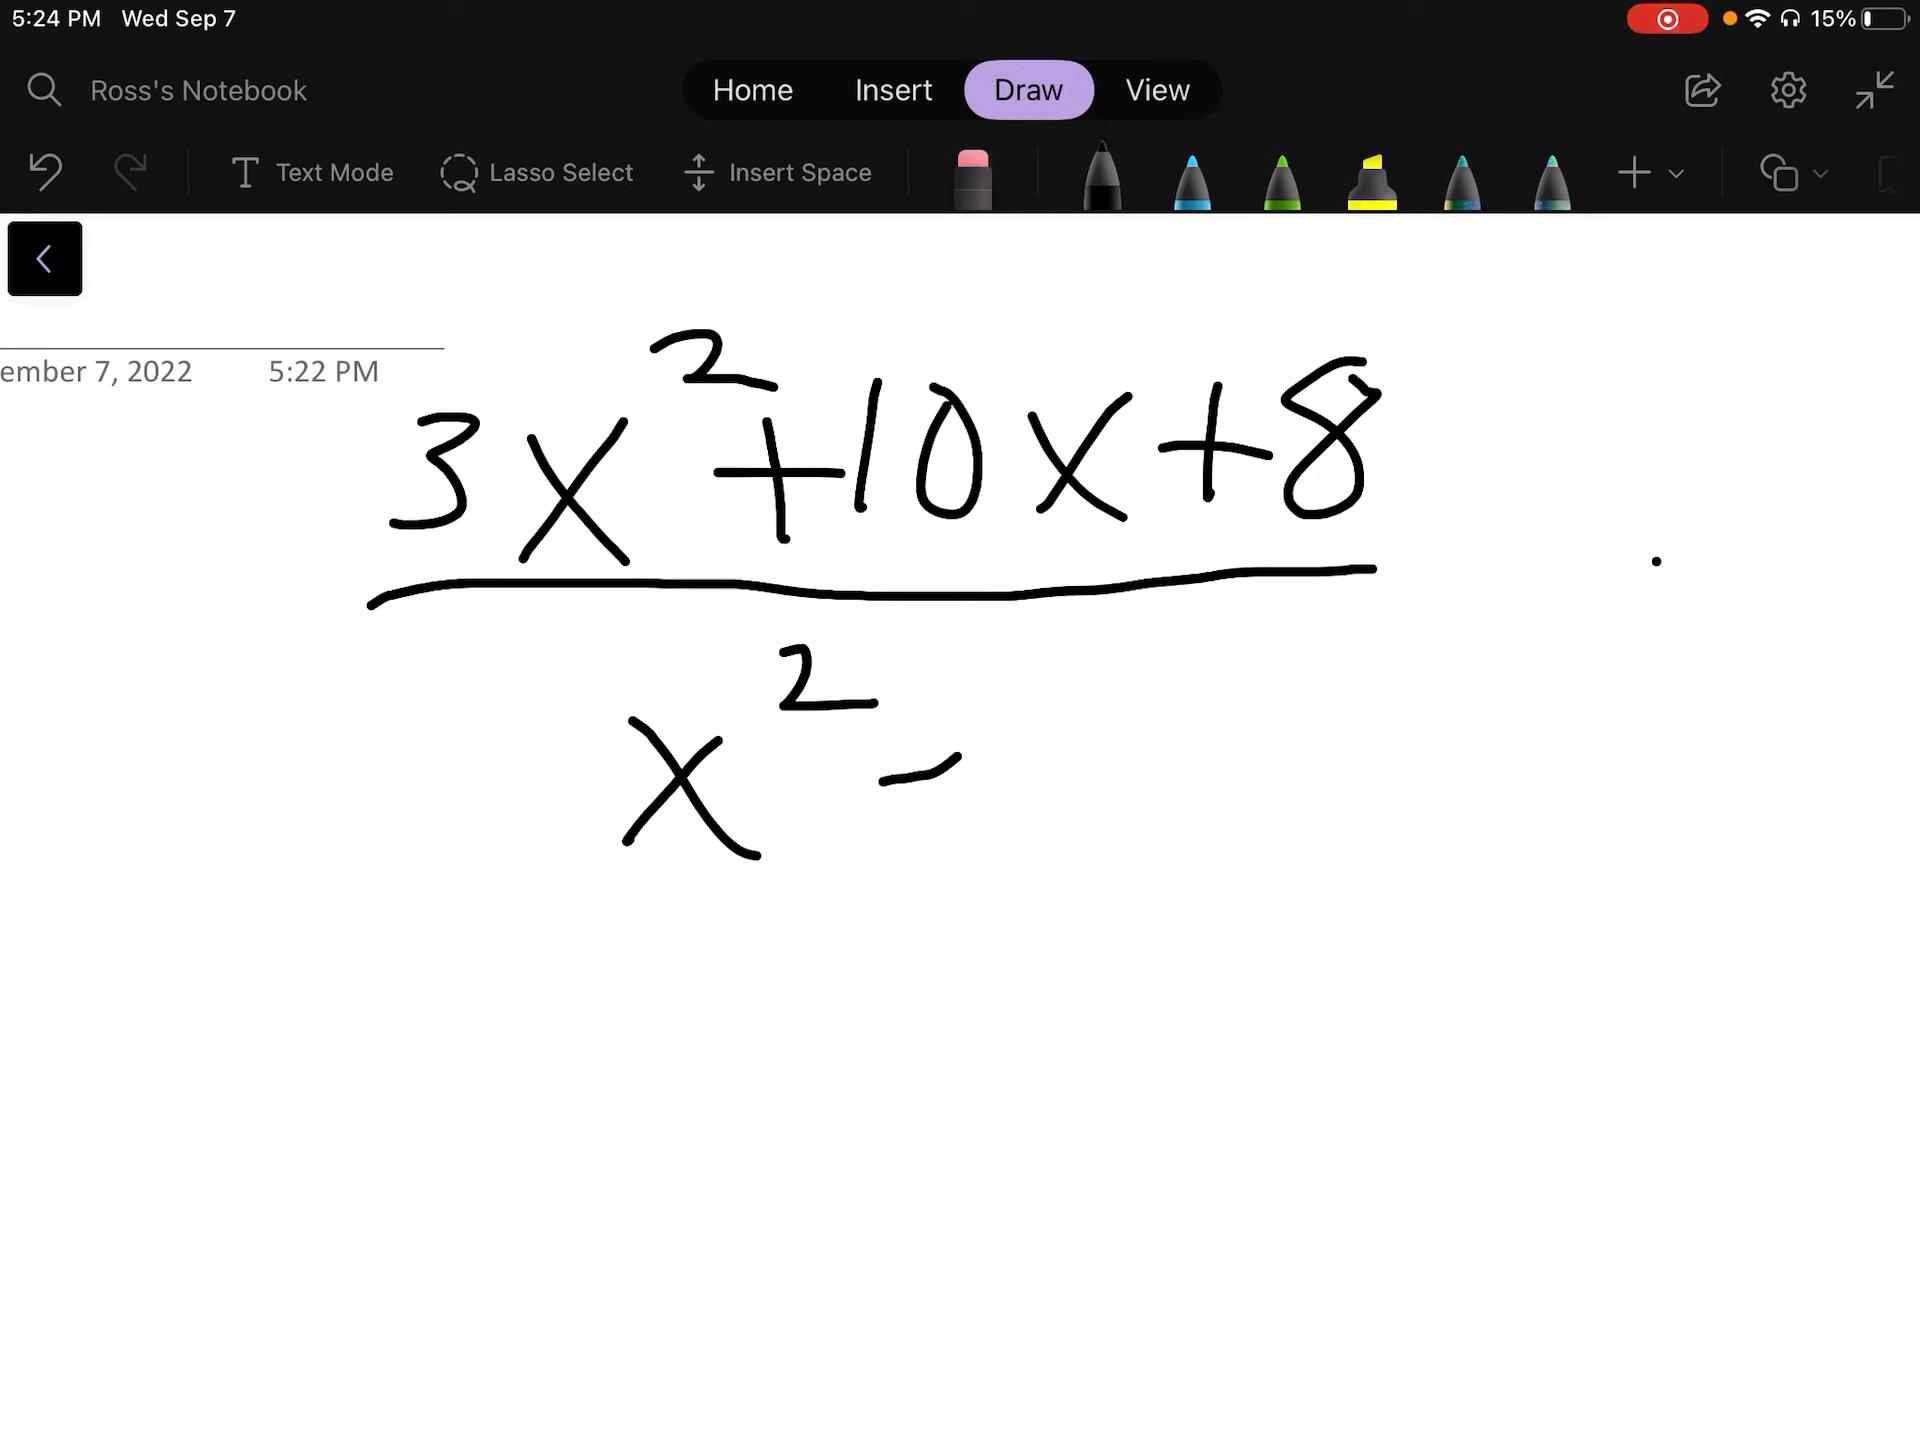 5:24 PM Wed Sep 7 15%
Ross's Notebook Home Insert Draw View
Text Mode Lasso Select Insert Space
ember 7, 2022 5:22 PM
3x²+10x+8
x² -